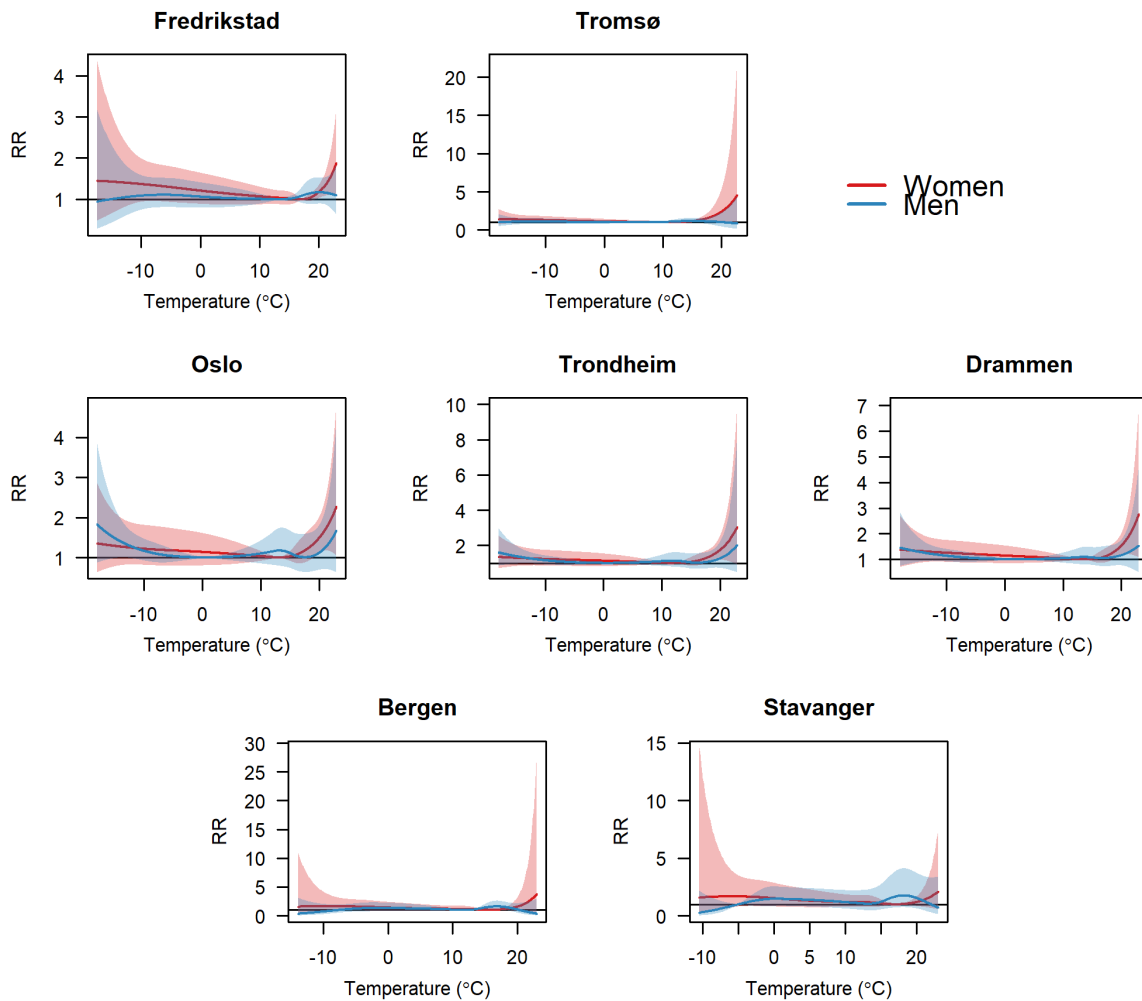 Fredrikstad
Tromsø
RR
4
3
2
1
-10 0 10 20
Temperature (°C)
RR
20
15
10
5
0
-10 0 10 20
Temperature (°C)
Women
Men
Oslo
Trondheim
Drammen
RR
4
3
2
1
-10 0 10 20
Temperature (°C)
RR
10
8
6
4
2
-10 0 10 20
Temperature (°C)
RR
7
6
5
4
3
2
1
0
-10 0 10 20
Temperature (°C)
Bergen
Stavanger
RR
30
25
20
15
10
5
0
-10 0 10 20
Temperature (°C)
RR
15
10
5
0
-10 0 5 10 20
Temperature (°C)